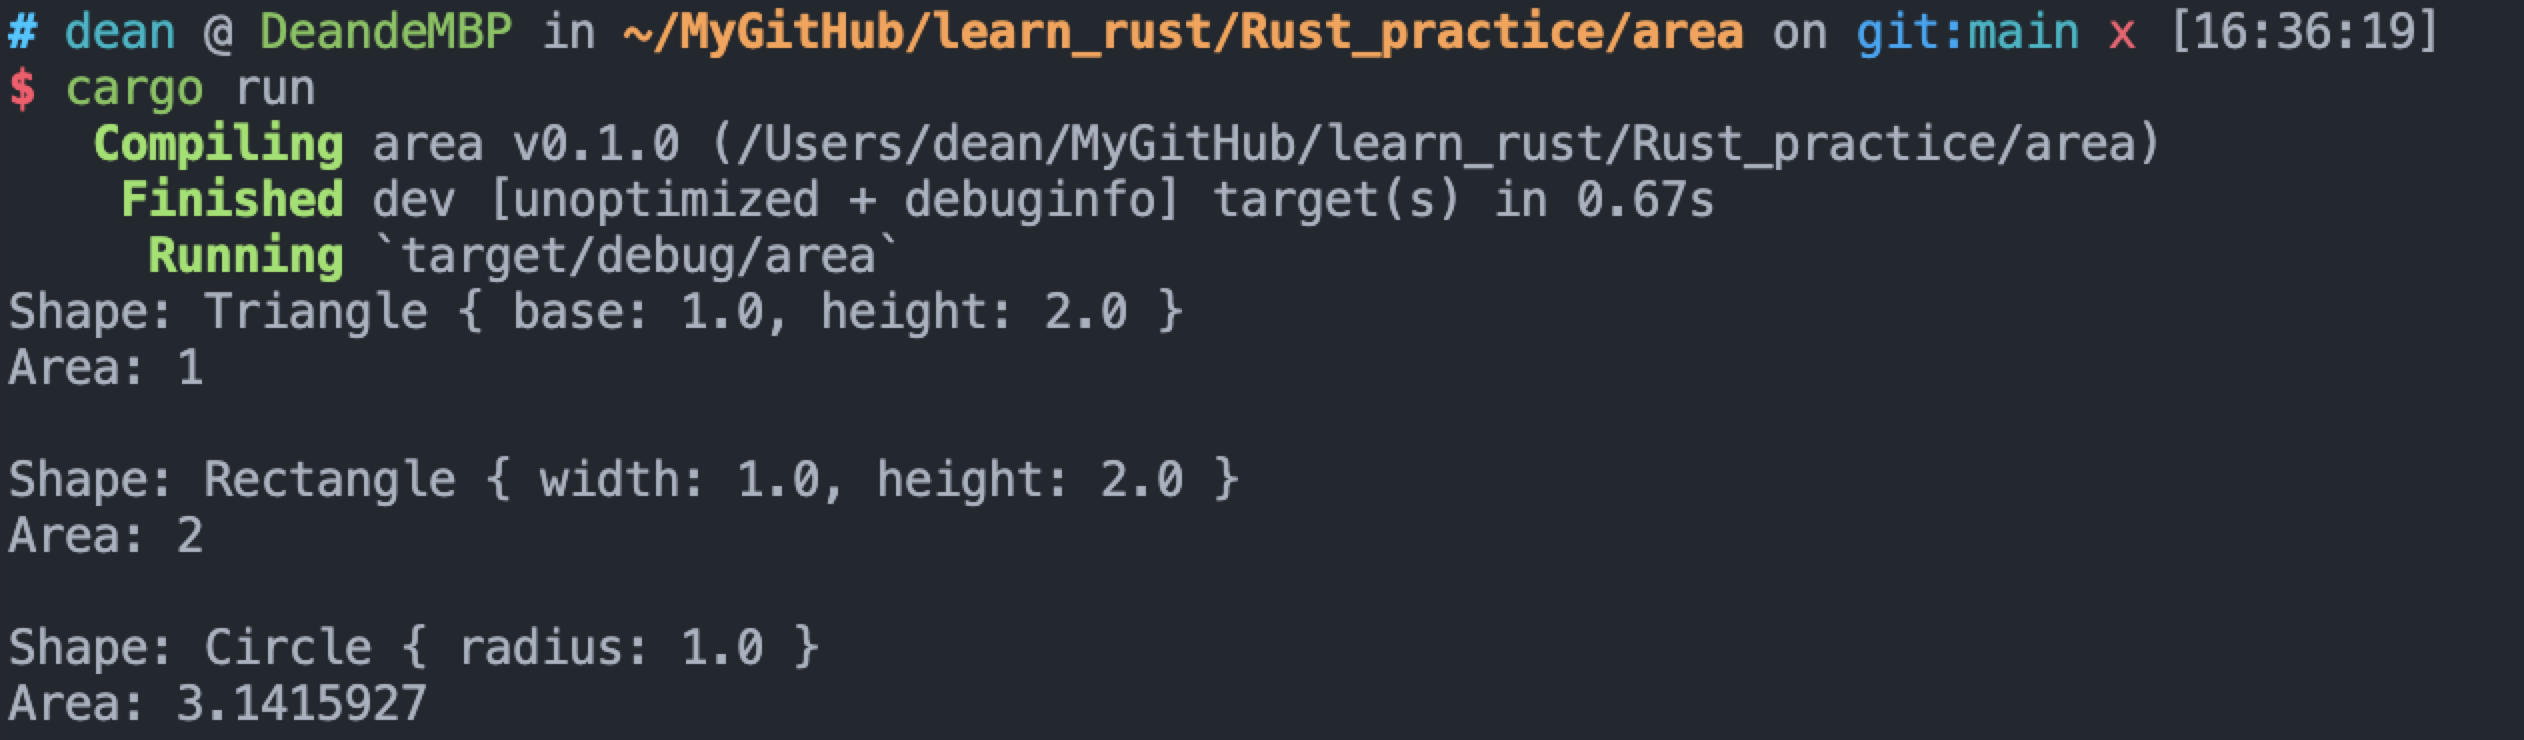 # dean @ DeandeMBP in ~/MyGitHub/learn_rust/Rust_practice/area on git:main x [16:36:19]
$ cargo run
   Compiling area v0.1.0 (/Users/dean/MyGitHub/learn_rust/Rust_practice/area)
    Finished dev [unoptimized + debuginfo] target(s) in 0.67s
     Running `target/debug/area`
Shape: Triangle { base: 1.0, height: 2.0 }
Area: 1

Shape: Rectangle { width: 1.0, height: 2.0 }
Area: 2

Shape: Circle { radius: 1.0 }
Area: 3.1415927